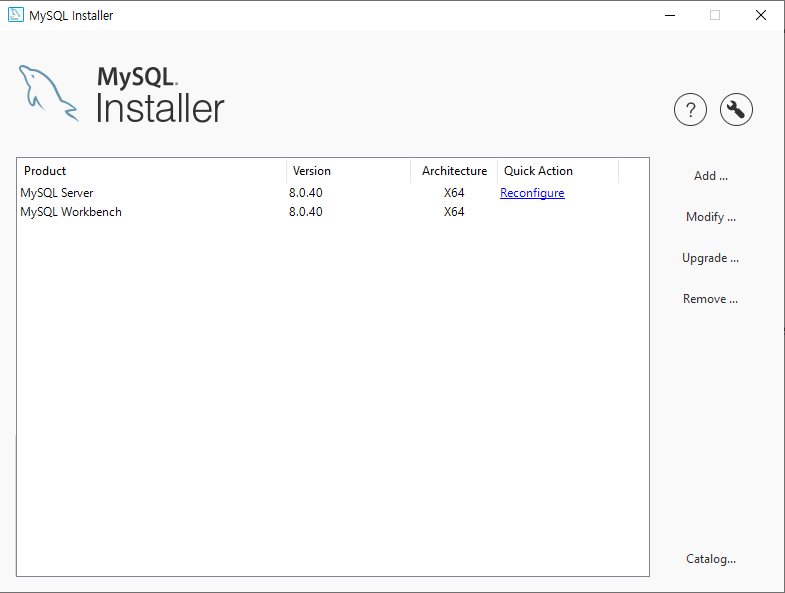 MySQL Installer
MySQL.
Installer
?
Product Version Architecture Quick Action
MySQL Server 8.0.40 X64 Reconfigure
MySQL Workbench 8.0.40 X64
Add ...
Modify ...
Upgrade ...
Remove ...
Catalog...